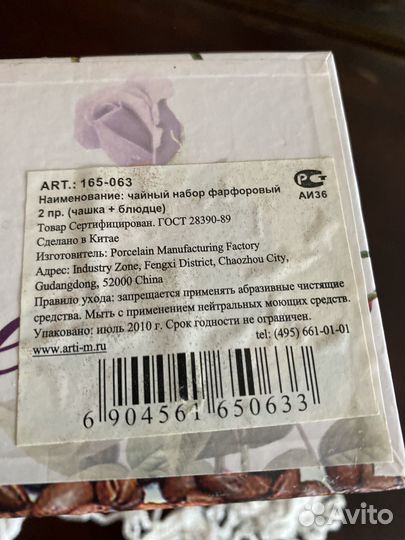 ART.: 165-063
Наименование: чайный набор фарфоровый
2 пр. (чашка + блюдце)
АИ36
Товар Сертифицирован. ГОСТ 28390-89
Сделано в Китае
Изготовитель: Porcelain Manufacturing Factory
Адрес: Industry Zone, Fengxi District, Chaozhou City,
Gudangdong, 52000 China
Правило ухода: запрещается применять абразивные чистящие
средства. Мыть с применением нейтральных моющих средств.
Упаковано: июль 2010 г. Срок годности не ограничен.
www.arti-m.ru
tel: (495) 661-01-01
6 904561 650633
Avito